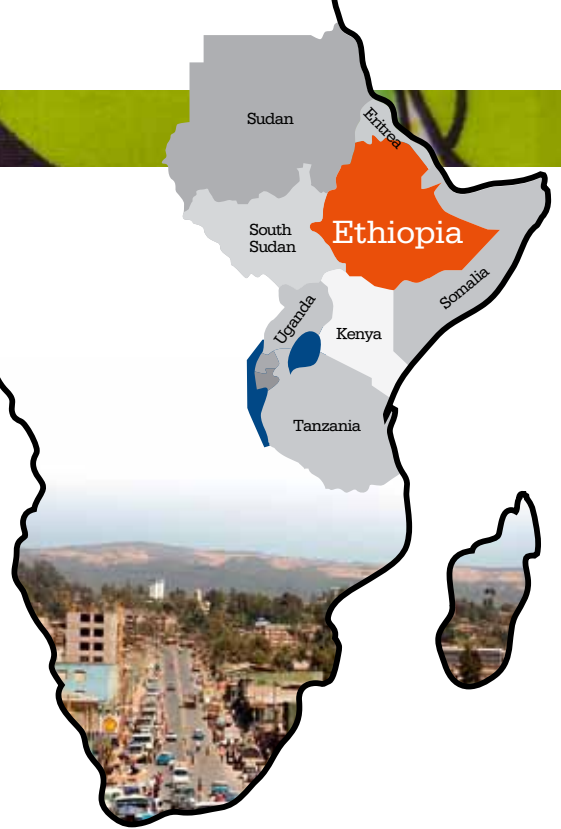 Sudan
Eritrea
South
Sudan
Ethiopia
Somalia
Uganda
Kenya
Tanzania